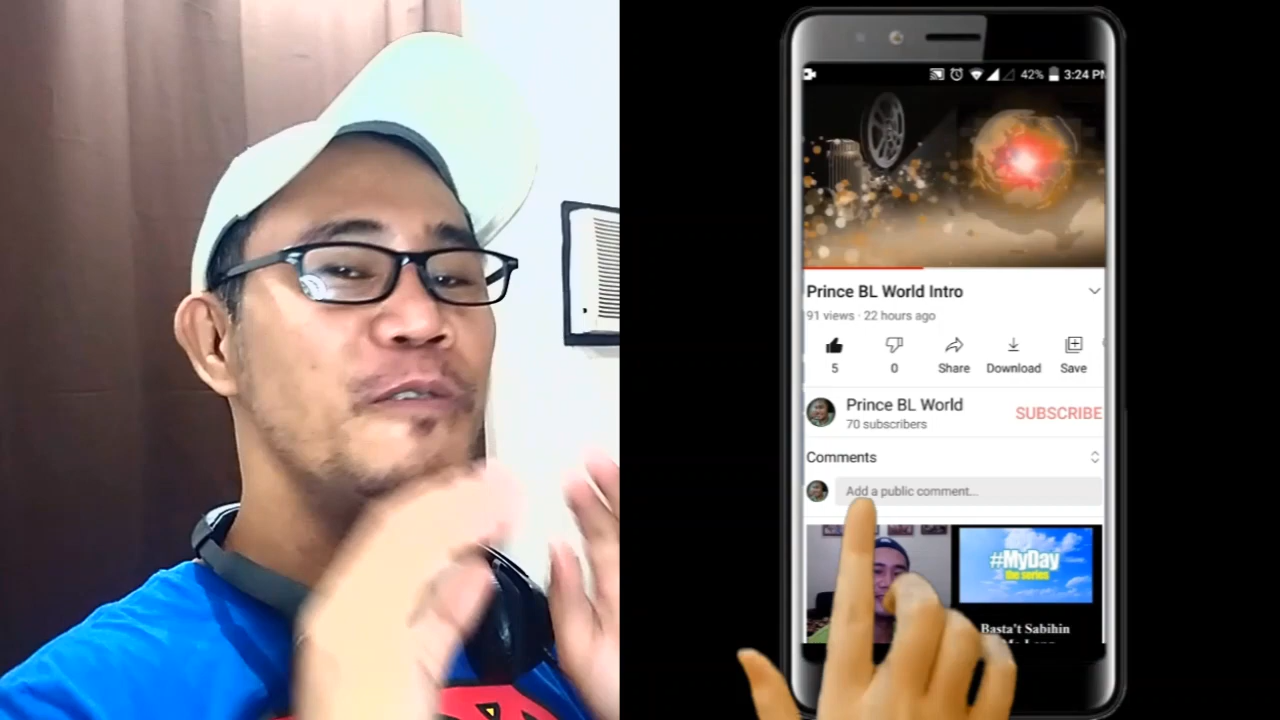 42% 3:24 PM
Prince BL World Intro
91 views · 22 hours ago
5 0 Share Download Save
Prince BL World
70 subscribers
SUBSCRIBE
Comments
Add a public comment...
#MyDay
the series
Basta't Sabihin